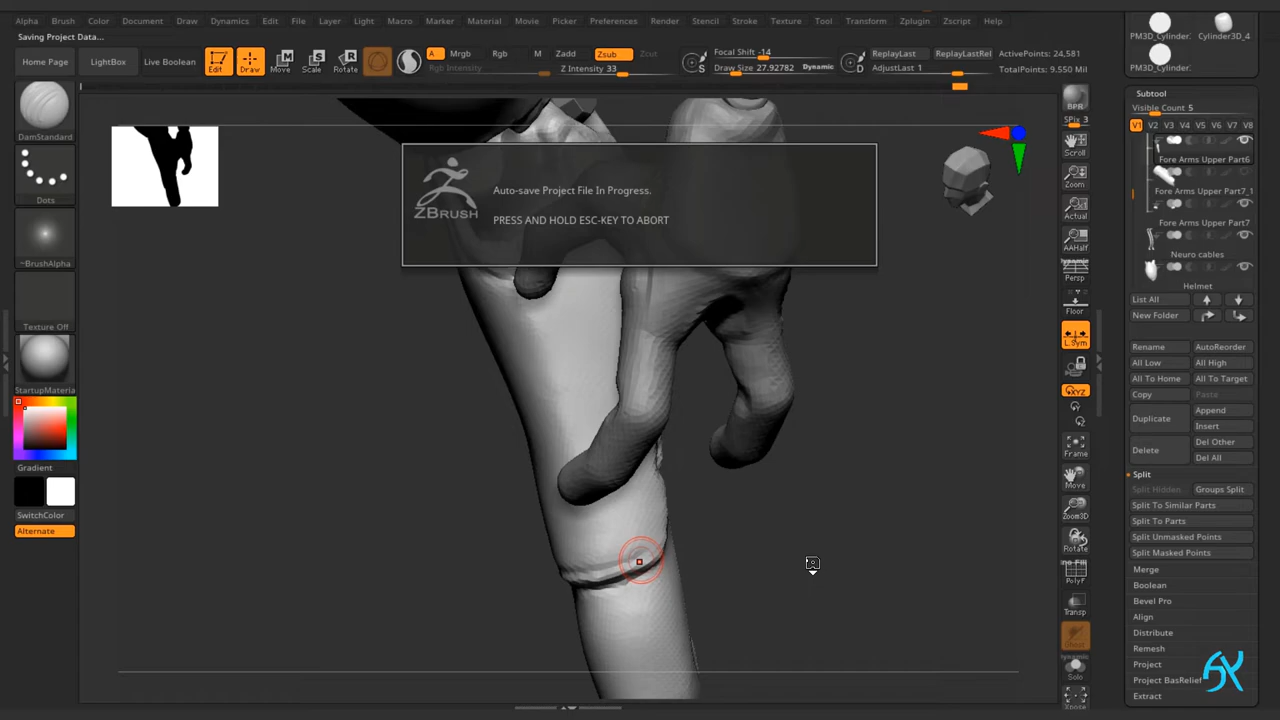 Alpha Brush Color Document Draw Dynamics Edit File Layer Light Macro Marker Material Movie Picker Preferences Render Stencil Stroke Texture Tool Transform Zplugin Zscript Help
Saving Project Data...
Home Page
LightBox
Live Boolean
Edit
Draw
Move
Scale
Rotate
A
Mrgb
Rgb
M
Zadd
Zsub
Zcut
Rgb Intensity
Z Intensity 33
Focal Shift -14
Draw Size 27.92782
Dynamic
S
D
ReplayLast
ReplayLastRel
AdjustLast 1
ActivePoints: 24,581
TotalPoints: 9.550 Mil
DamStandard
Dots
~BrushAlpha
Texture Off
StartupMateria
Gradient
SwitchColor
Alternate
ZBRUSH
Auto-save Project File In Progress.
PRESS AND HOLD ESC-KEY TO ABORT
BPR
SPix 3
Scroll
Zoom
Actual
AAHalf
Dynamic
Persp
Floor
L.Sym
XYZ
Y
Z
Frame
Move
Zoom3D
Rotate
PolyF
Transp
Ghost
Dynamic
Solo
Xpose
PM3D_Cylinder.
Cylinder3D_4
PM3D_Cylinder.
Subtool
Visible Count 5
V1 V2 V3 V4 V5 V6 V7 V8
Fore Arms Upper Part6
Fore Arms Upper Part7_1
Fore Arms Upper Part7
Neuro cables
Helmet
List All
New Folder
Rename
AutoReorder
All Low
All High
All To Home
All To Target
Copy
Paste
Duplicate
Append
Insert
Delete
Del Other
Del All
Split
Split Hidden
Groups Split
Split To Similar Parts
Split To Parts
Split Unmasked Points
Split Masked Points
Merge
Boolean
Bevel Pro
Align
Distribute
Remesh
Project
Project BasRelief
Extract